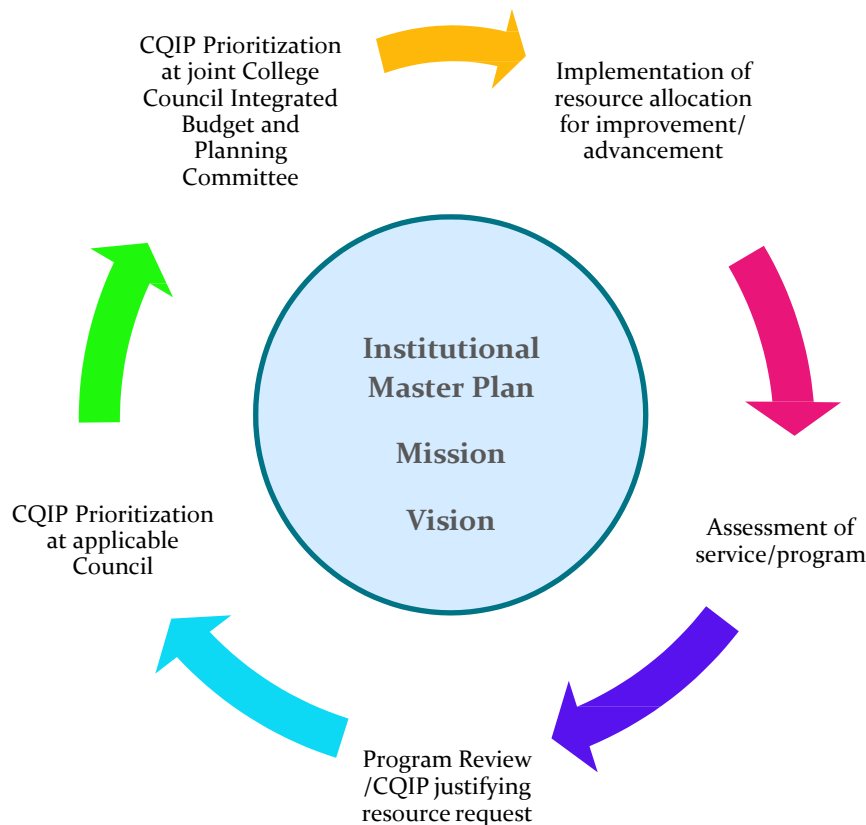 CQIP Prioritization
at joint College
Council Integrated
Budget and
Planning
Committee
Implementation of
resource allocation
for improvement/
advancement
Institutional
Master Plan
Mission
Vision
CQIP Prioritization
at applicable
Council
Assessment of
service/program
Program Review
/CQIP justifying
resource request